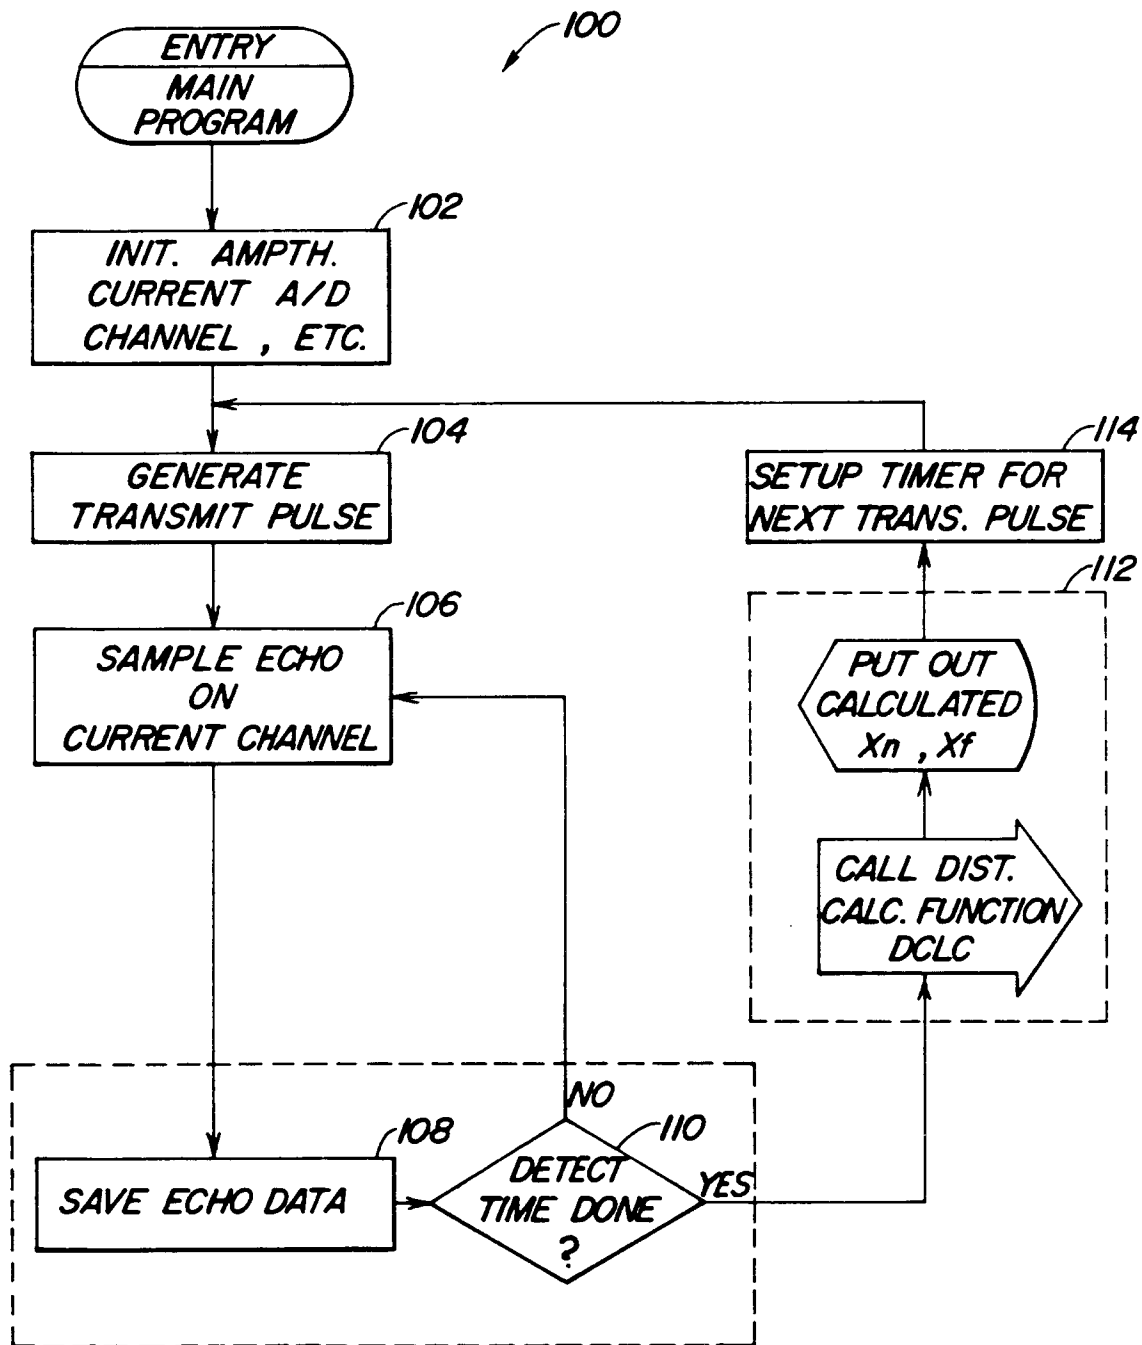 100
ENTRY
MAIN
PROGRAM
102
INIT. AMPTH.
CURRENT A/D
CHANNEL , ETC.
104
GENERATE
TRANSMIT PULSE
114
SETUP TIMER FOR
NEXT TRANS. PULSE
106
SAMPLE ECHO
ON
CURRENT CHANNEL
112
PUT OUT
CALCULATED
Xn , Xf
CALL DIST.
CALC. FUNCTION
DCLC
NO
108
SAVE ECHO DATA
110
DETECT
TIME DONE
?
YES